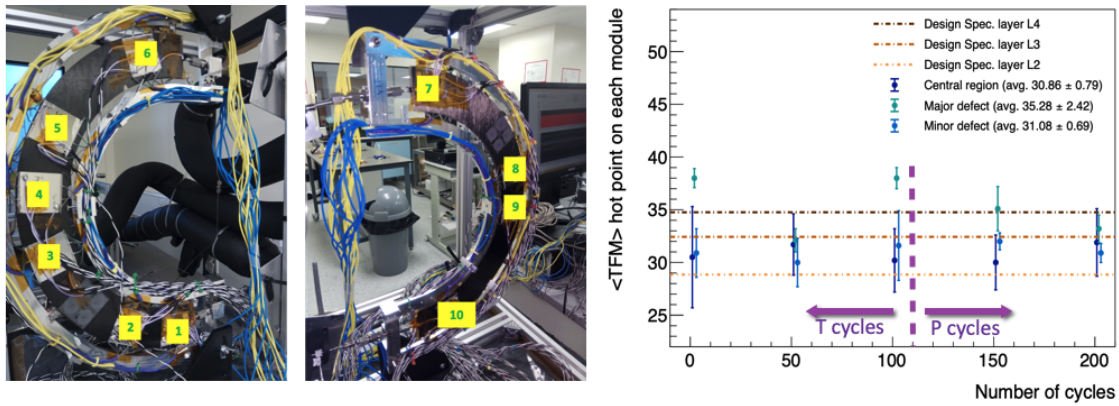 6
5
4
3
2
1
7
8
9
10
<TFM> hot point on each module
50
45
40
35
30
25
Design Spec. layer L4
Design Spec. layer L3
Design Spec. layer L2
Central region (avg. 30.86 ± 0.79)
Major defect (avg. 35.28 ± 2.42)
Minor defect (avg. 31.08 ± 0.69)
T cycles
P cycles
0
50
100
150
200
Number of cycles